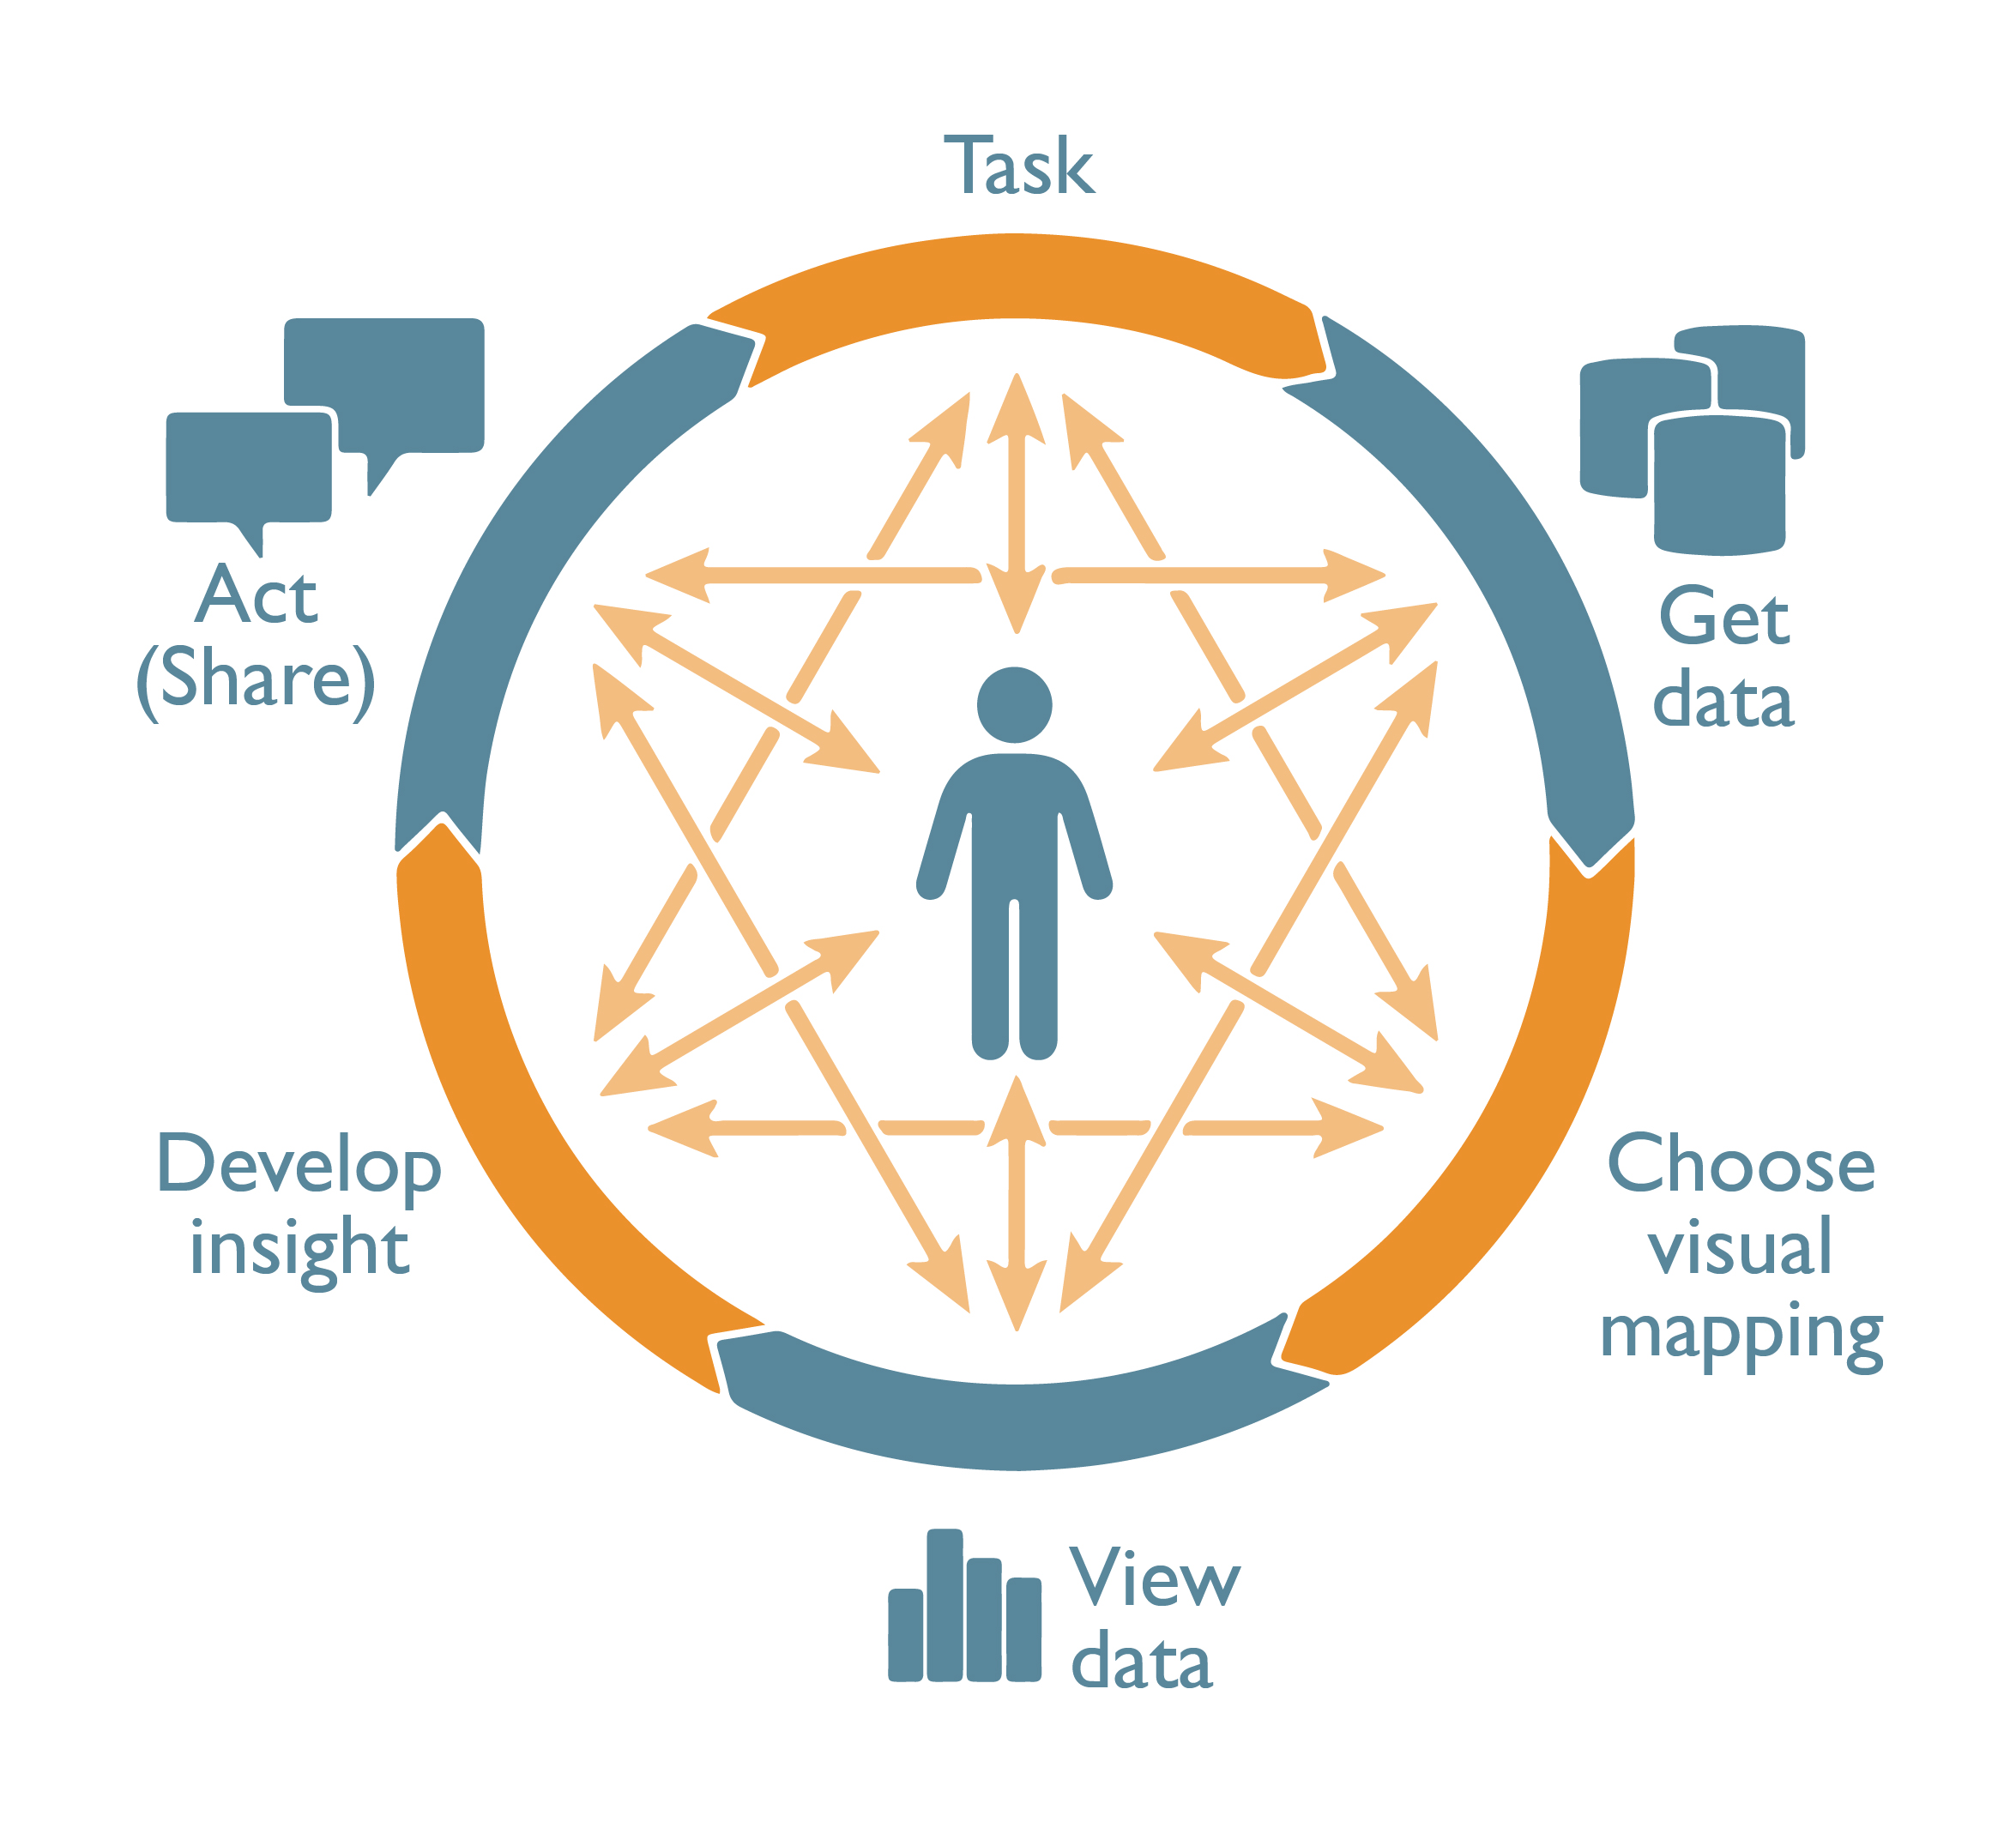 Task
Get
data
Choose
visual
mapping
View
data
Develop
insight
Act
(Share)